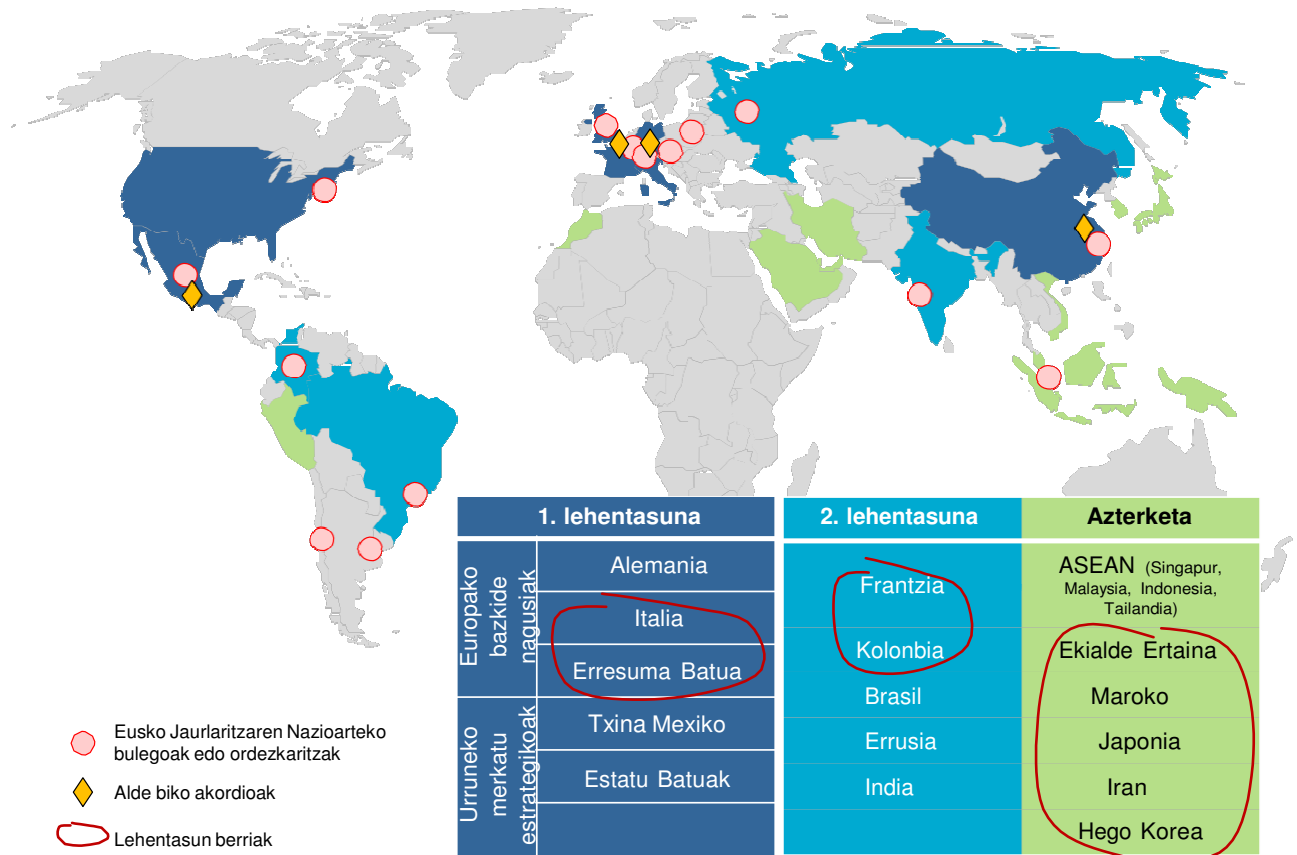 1. lehentasuna
2. lehentasuna
Azterketa
Europako
bazkide
nagusiak
Alemania
Italia
Erresuma Batua
Urruneko
merkatu
estrategikoak
Txina Mexiko
Estatu Batuak
Frantzia
Kolonbia
Brasil
Errusia
India
ASEAN (Singapur,
Malaysia, Indonesia,
Tailandia)
Ekialde Ertaina
Maroko
Japonia
Iran
Hego Korea
Eusko Jaurlaritzaren Nazioarteko
bulegoak edo ordezkaritzak
Alde biko akordioak
Lehentasun berriak